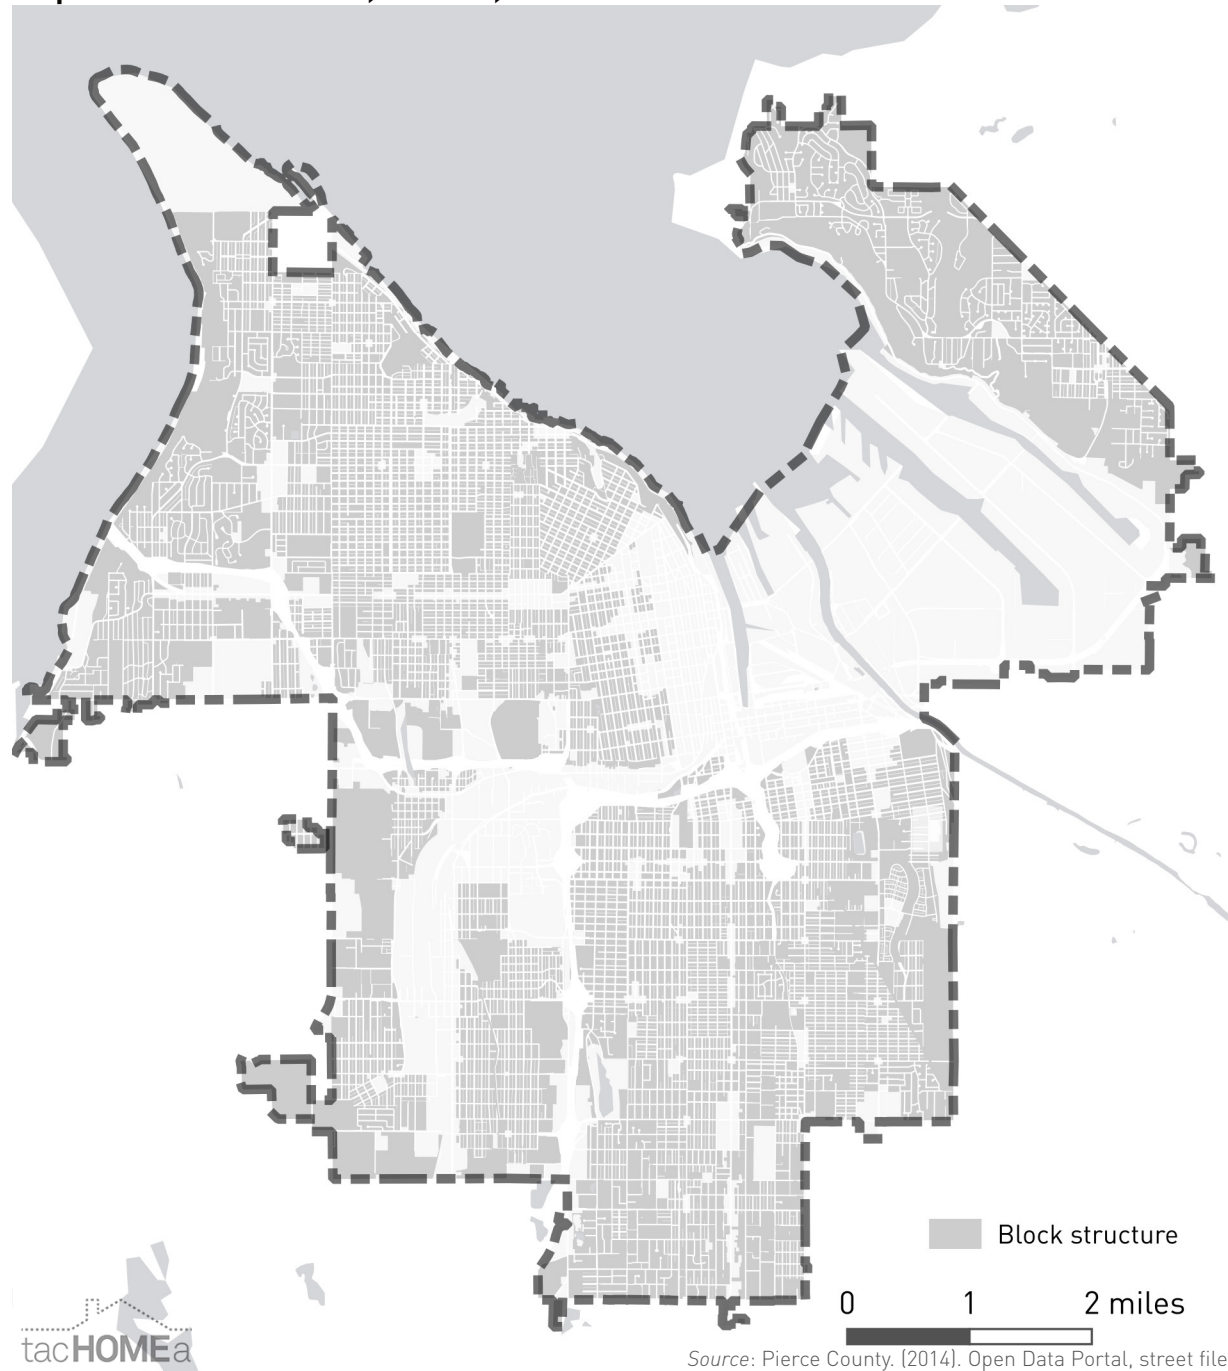 Block structure
0 1 2 miles
tacHOMEa
Source: Pierce County. (2014). Open Data Portal, street file